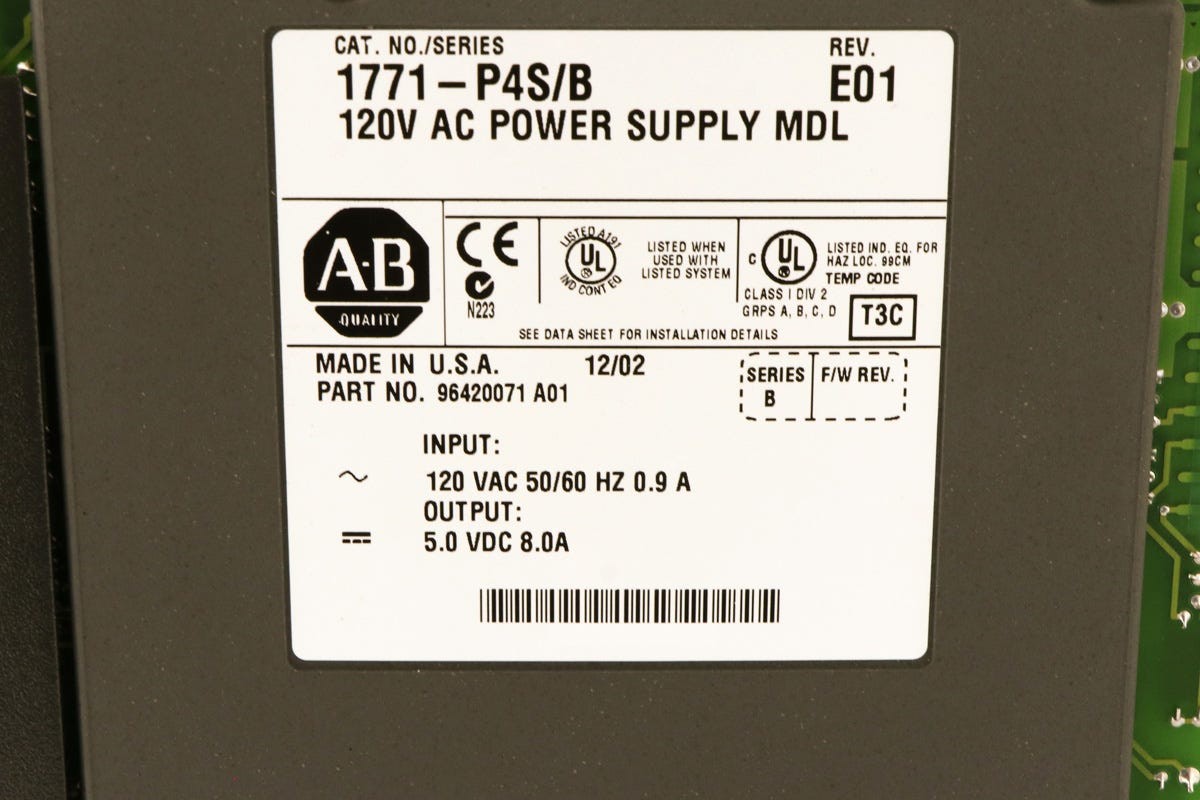 CAT. NO./SERIES
REV.
1771-P4S/B
E01
120V AC POWER SUPPLY MDL
A-B
QUALITY
CE
N223
LISTED A191
UL
IND CONT EQ
LISTED WHEN
USED WITH
LISTED SYSTEM
C UL
LISTED IND. EQ. FOR
HAZ LOC. 99CM
TEMP CODE
CLASS I DIV 2
GRPS A, B, C, D
T3C
SEE DATA SHEET FOR INSTALLATION DETAILS
MADE IN U.S.A. 12/02
PART NO. 96420071 A01
SERIES
B
F/W REV.
INPUT:
120 VAC 50/60 HZ 0.9 A
OUTPUT:
5.0 VDC 8.0A